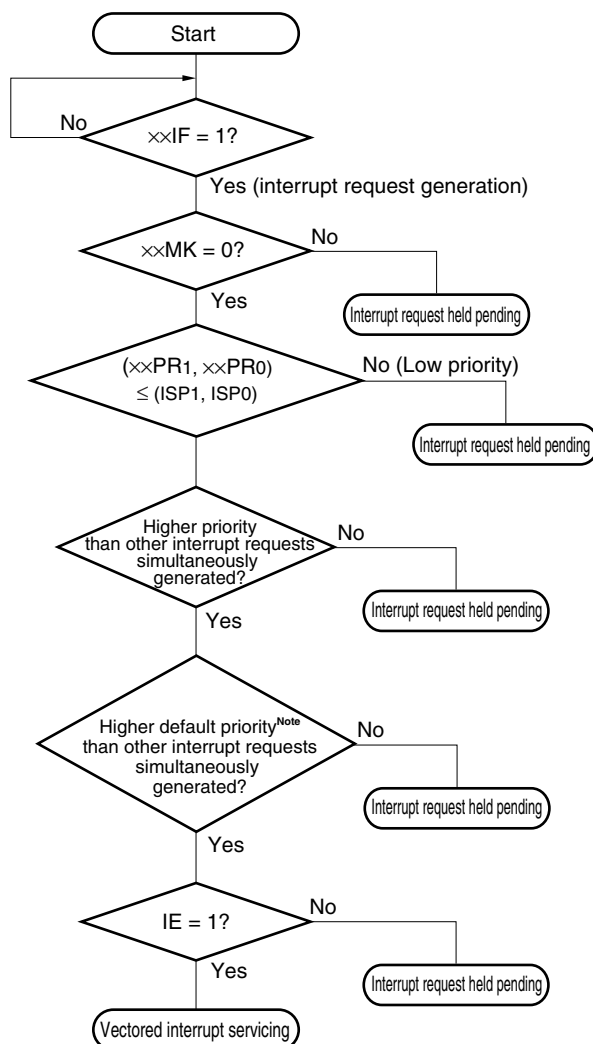 Start
No
××IF = 1?
Yes (interrupt request generation)
××MK = 0?
No
Yes
Interrupt request held pending
(××PR1, ××PR0)
≤ (ISP1, ISP0)
No (Low priority)
Interrupt request held pending
Higher priority
than other interrupt requests
simultaneously
generated?
No
Interrupt request held pending
Yes
Higher default priorityNote
than other interrupt requests
simultaneously
generated?
No
Interrupt request held pending
Yes
IE = 1?
No
Yes
Interrupt request held pending
Vectored interrupt servicing